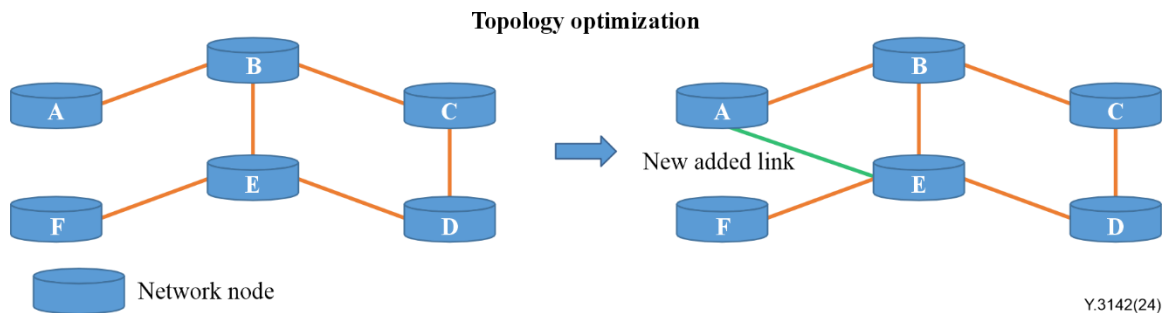 Topology optimization
B
A
C
E
F
D
Network node
B
A
C
New added link
E
F
D
Y.3142(24)